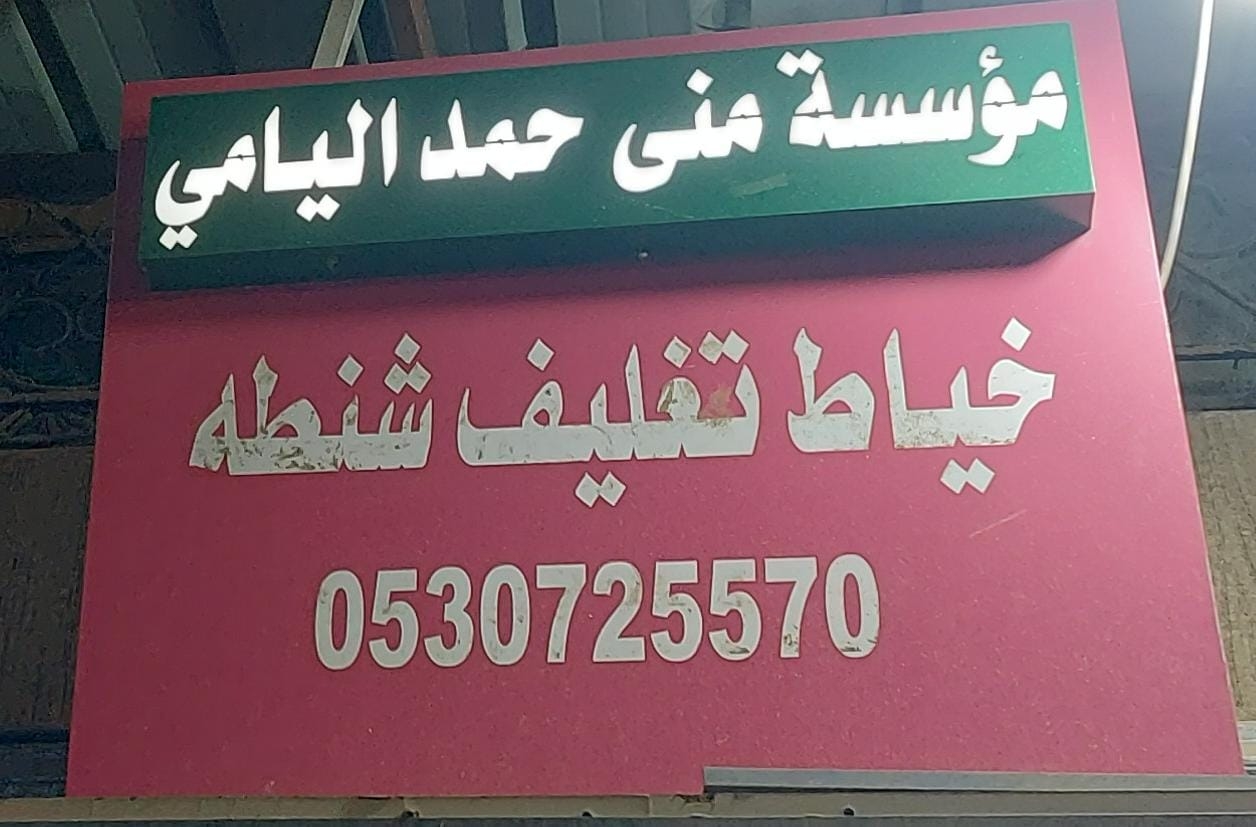 مؤسسة منى حمد اليامي
خياط تغليف شنطه
0530725570